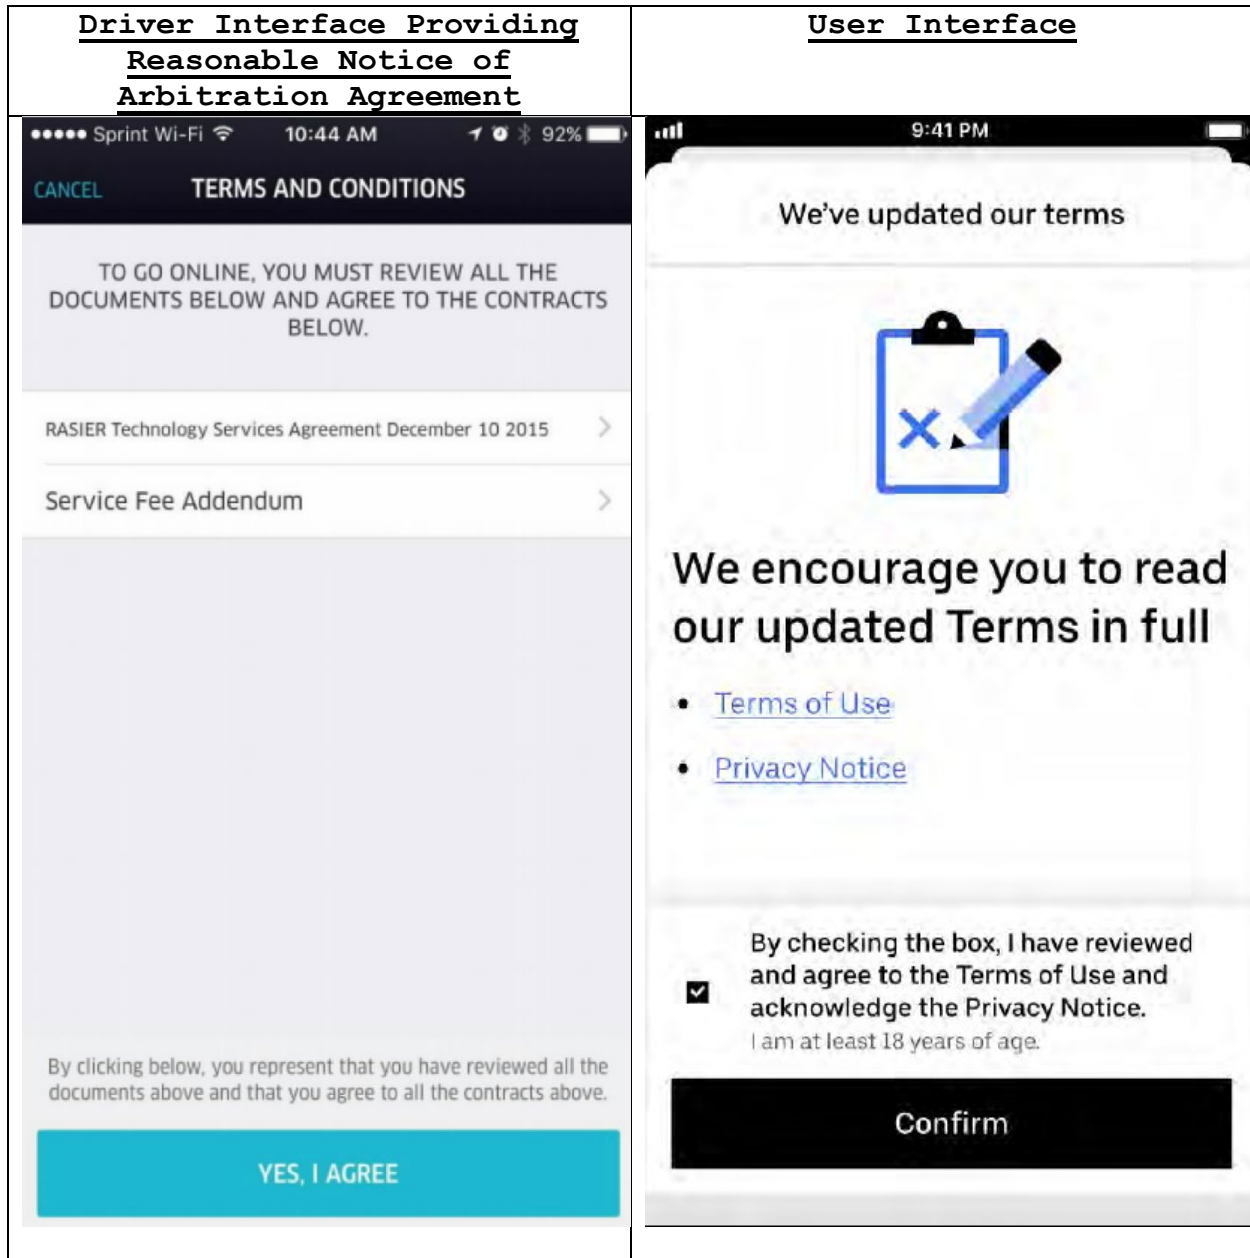 Driver Interface Providing
Reasonable Notice of
Arbitration Agreement
Sprint Wi-Fi 10:44 AM 92%
CANCEL TERMS AND CONDITIONS
TO GO ONLINE, YOU MUST REVIEW ALL THE
DOCUMENTS BELOW AND AGREE TO THE CONTRACTS
BELOW.
RASIER Technology Services Agreement December 10 2015
Service Fee Addendum
By clicking below, you represent that you have reviewed all the
documents above and that you agree to all the contracts above.
YES, I AGREE
User Interface
9:41 PM
We've updated our terms
We encourage you to read
our updated Terms in full
• Terms of Use
• Privacy Notice
By checking the box, I have reviewed
and agree to the Terms of Use and
acknowledge the Privacy Notice.
I am at least 18 years of age.
Confirm